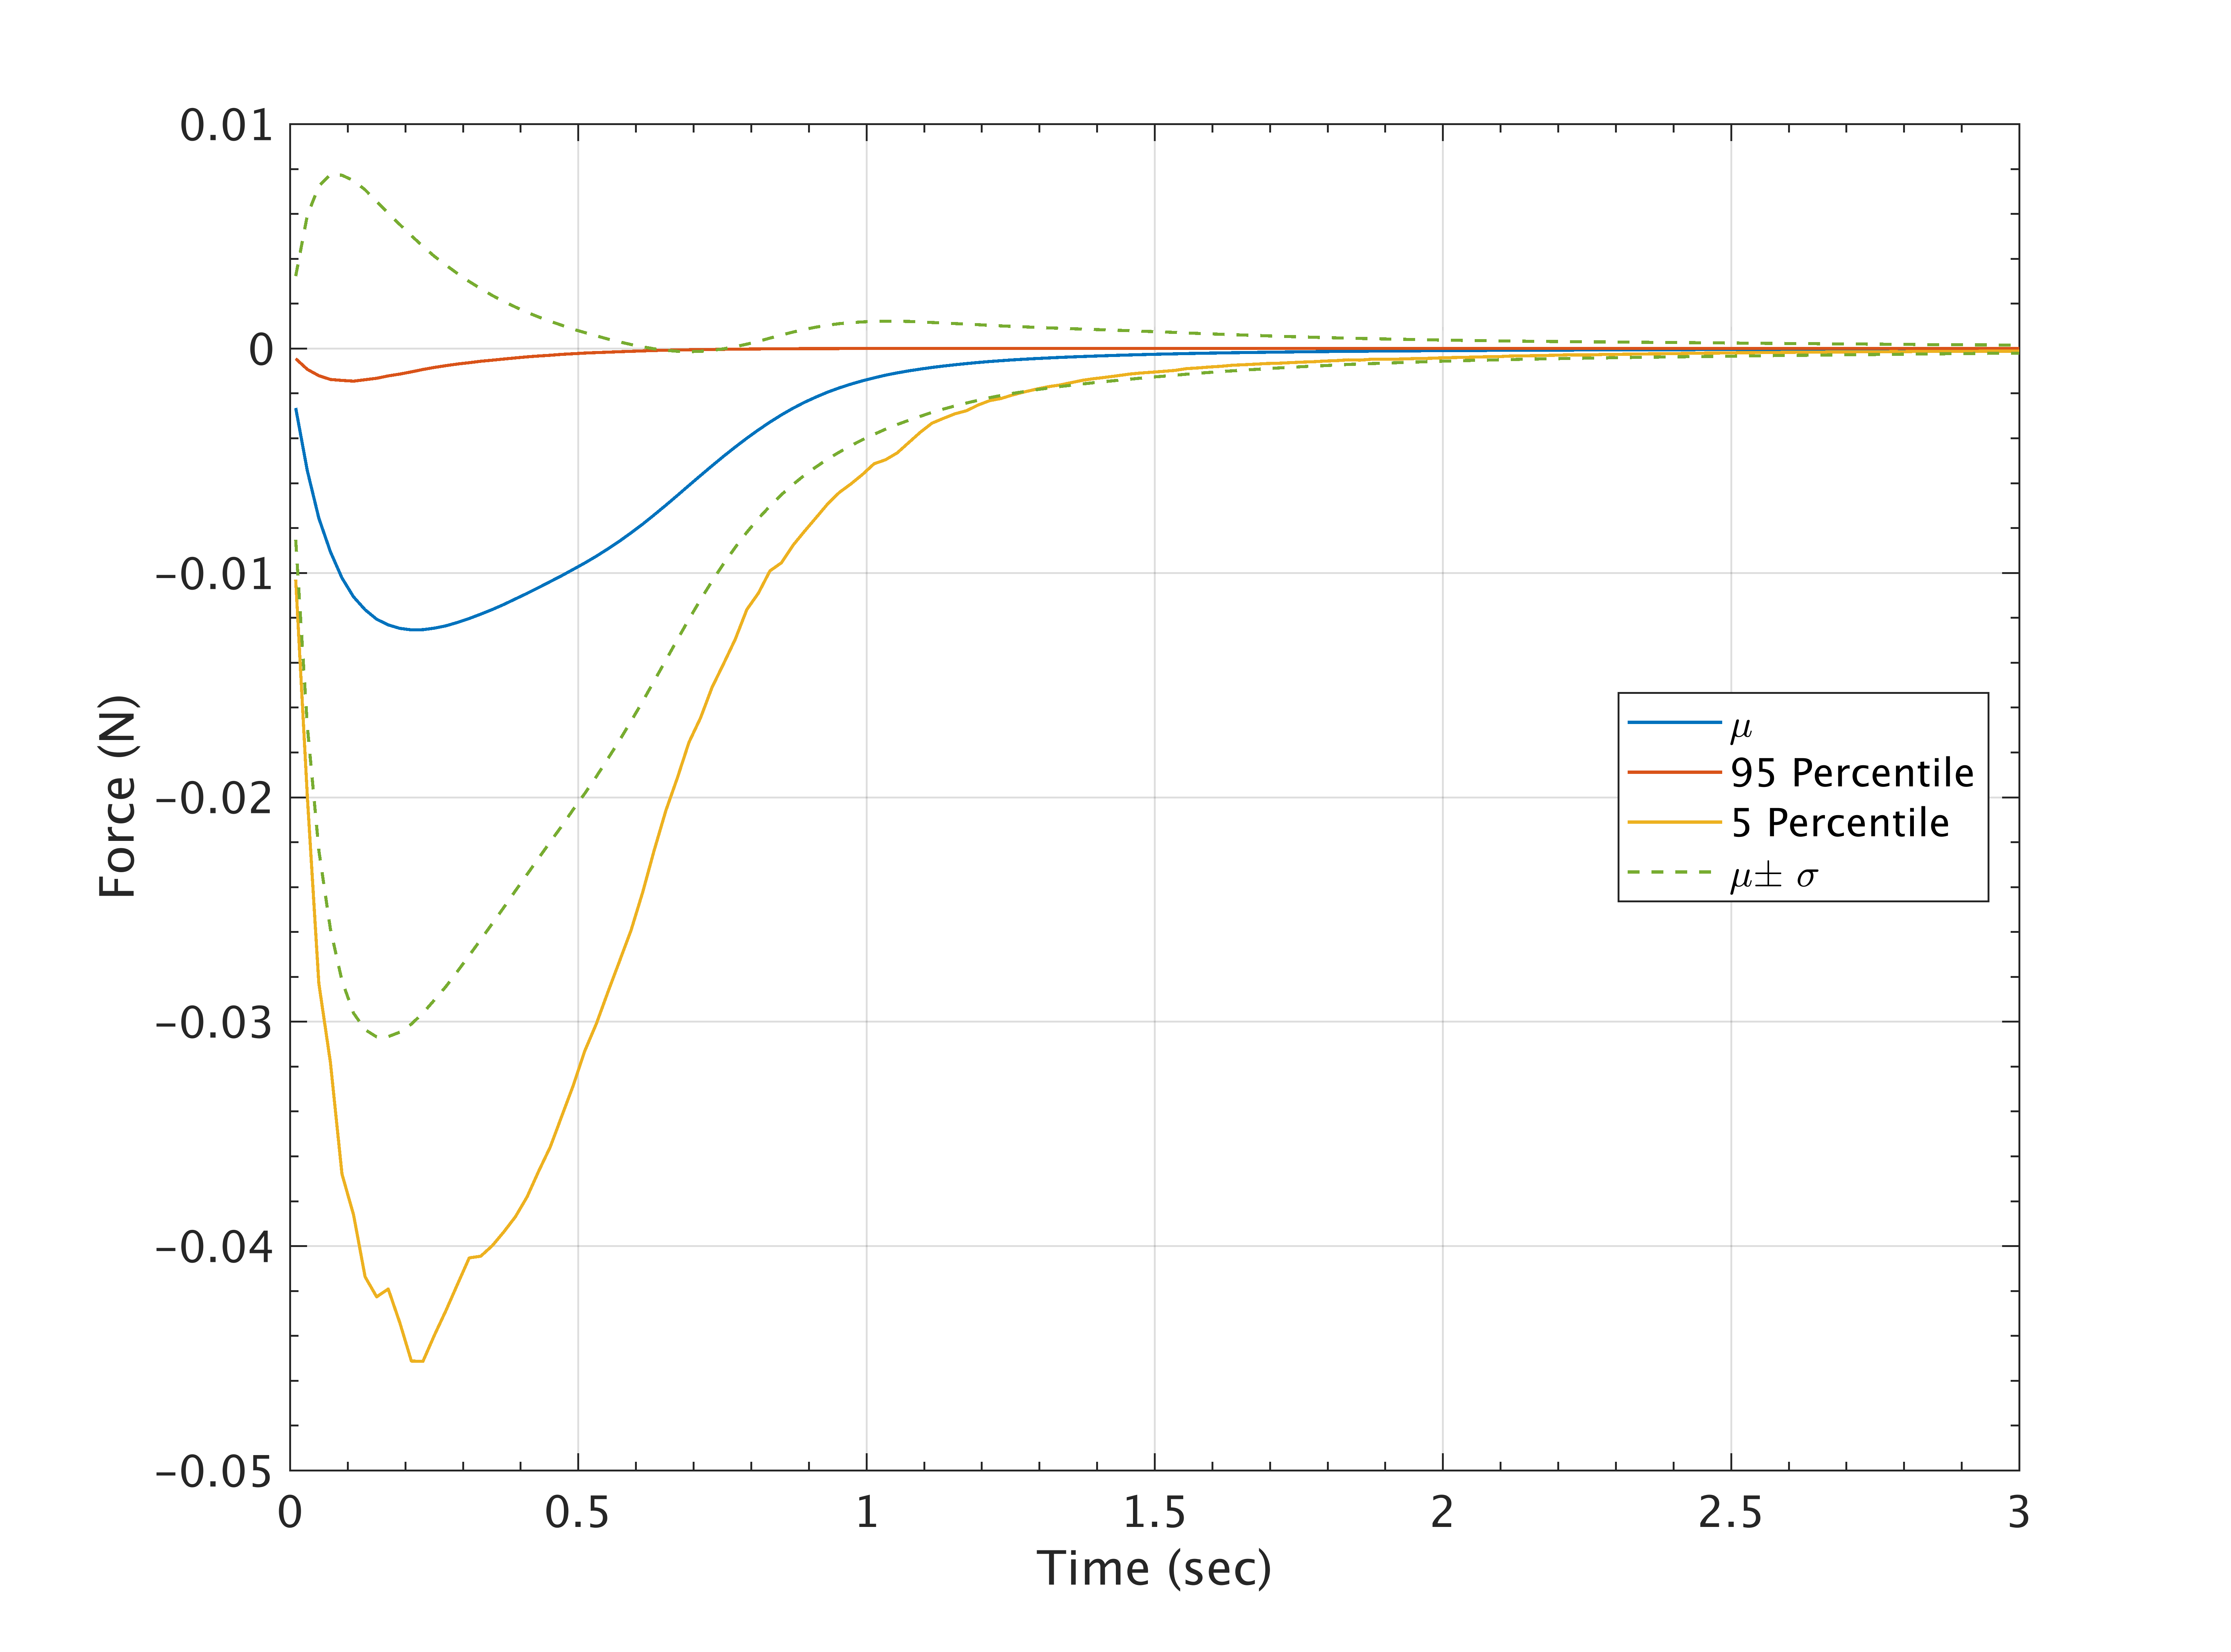 0.01
0
−0.01
−0.02
−0.03
−0.04
−0.05
Force (N)
μ
95 Percentile
5 Percentile
μ± σ
0 0.5 1 1.5 2 2.5 3
Time (sec)